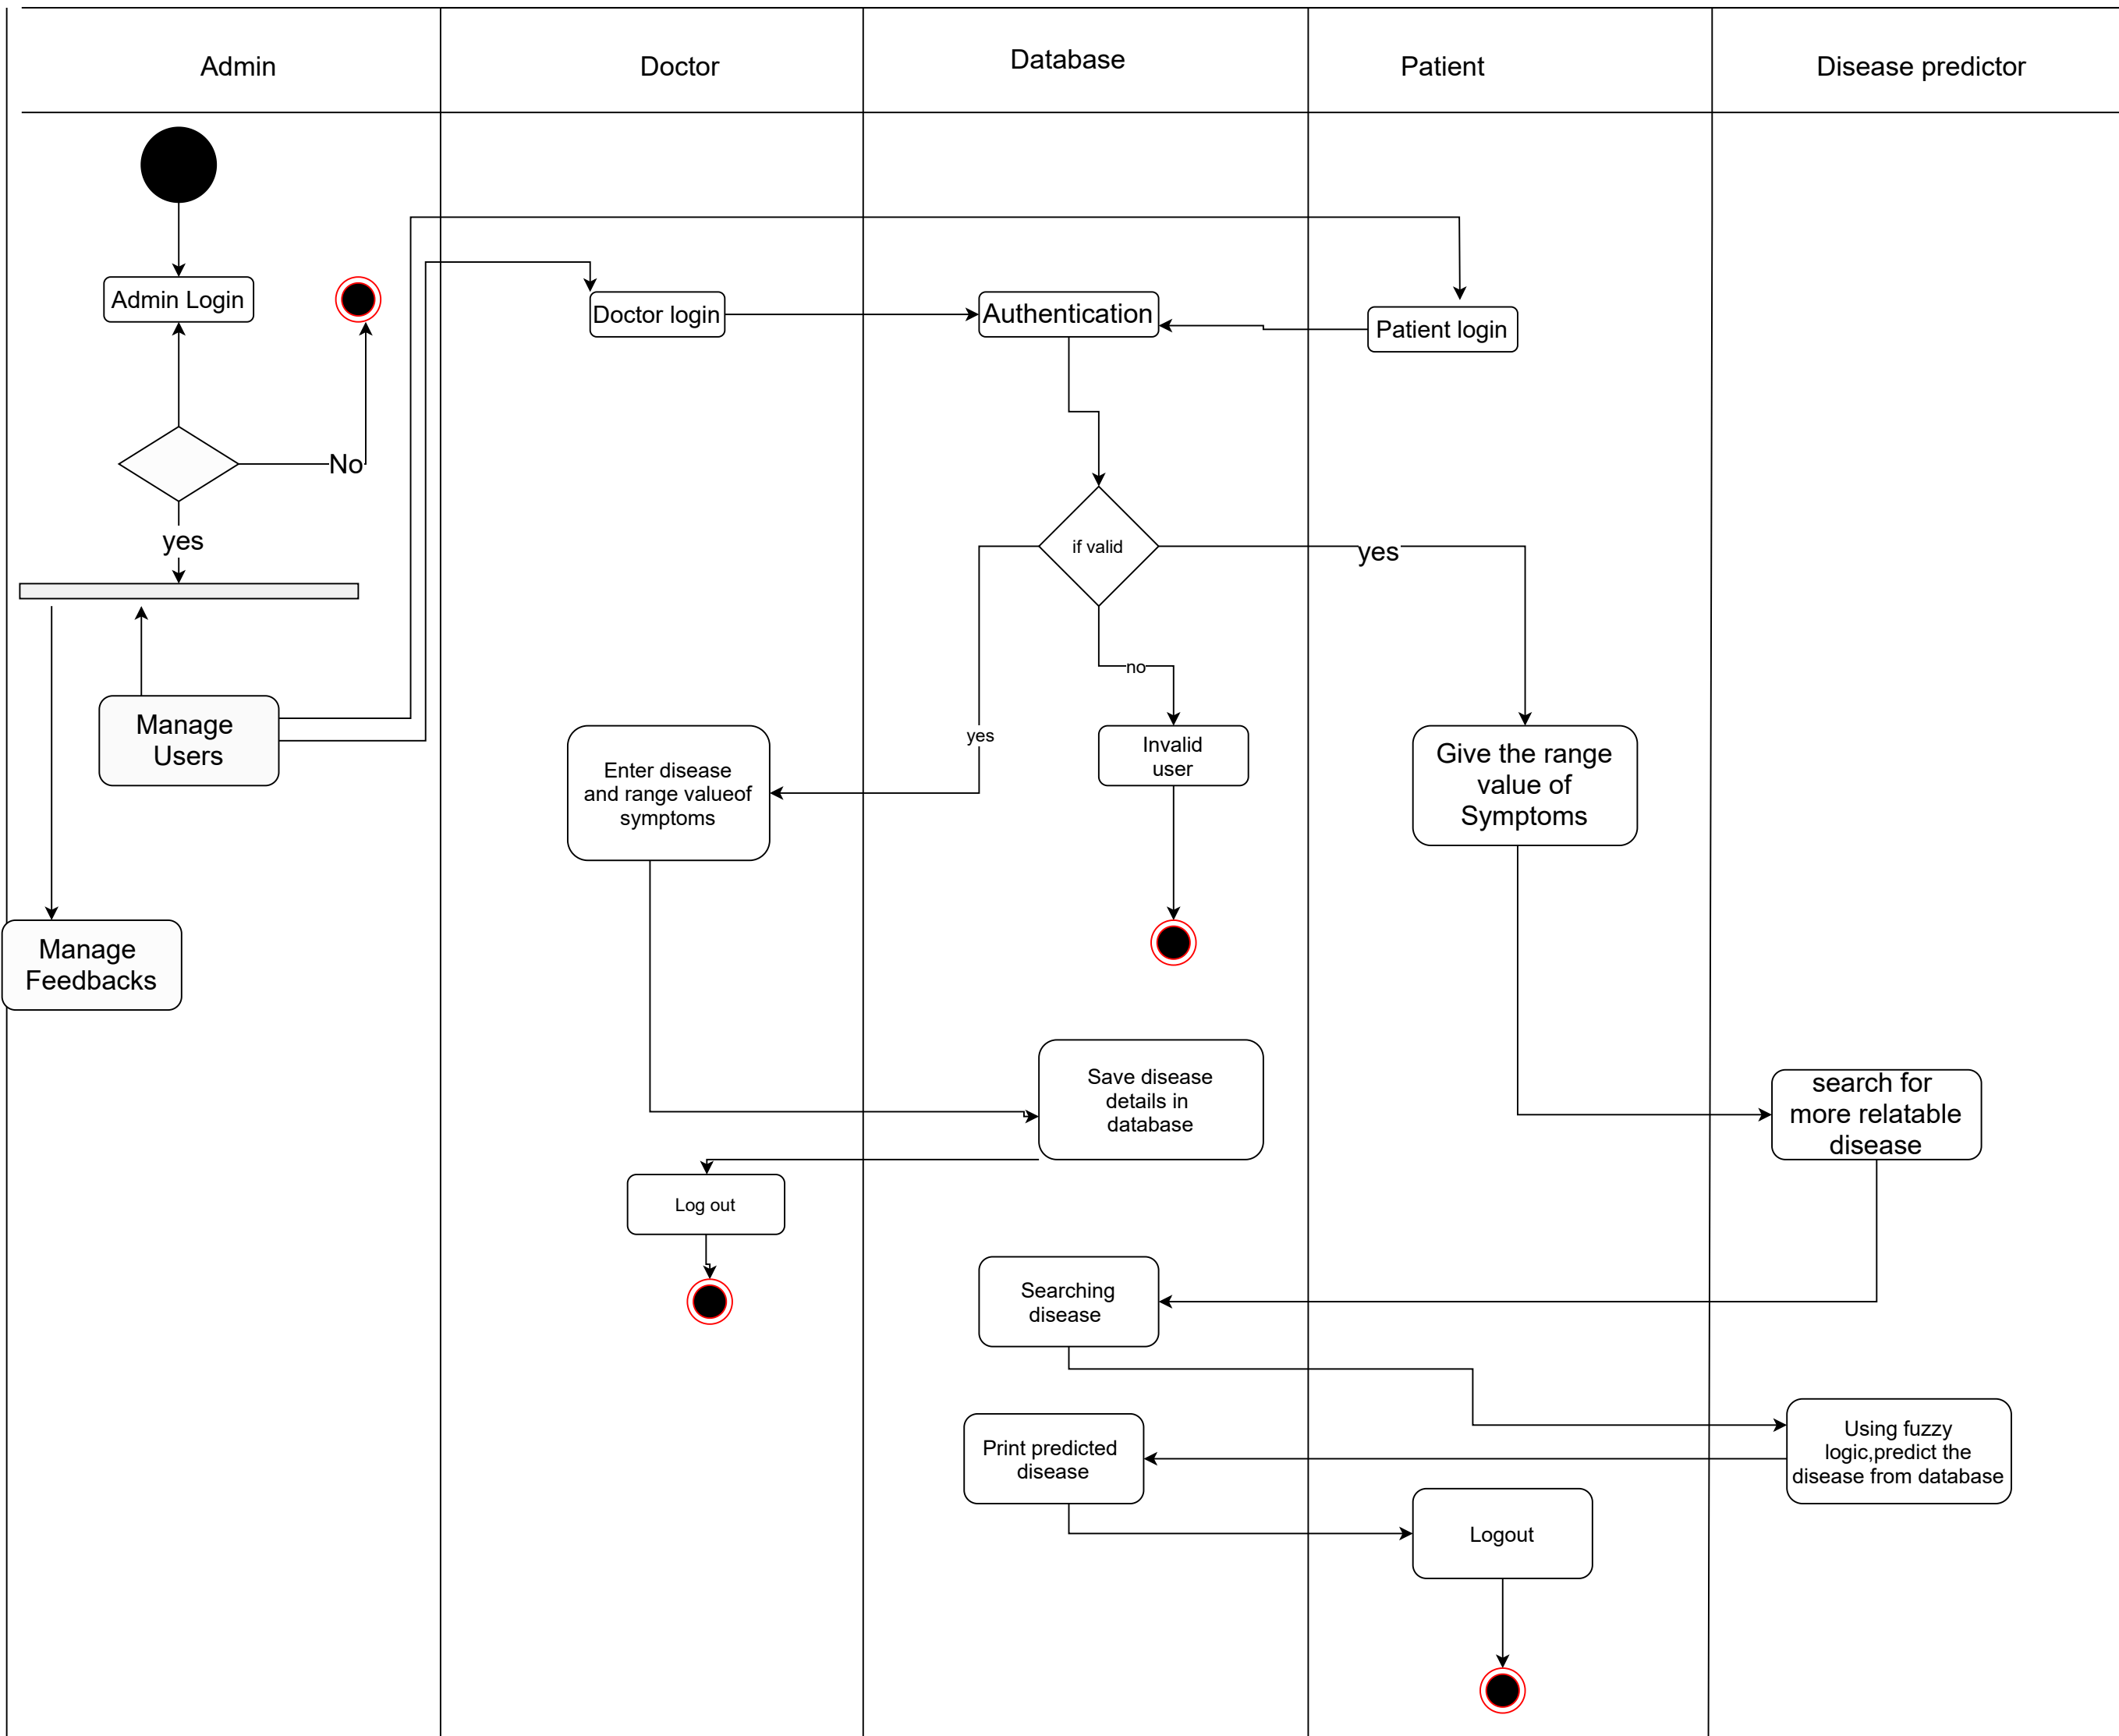 Admin
Doctor
Database
Patient
Disease predictor
Admin Login
Doctor login
Authentication
Patient login
No
yes
if valid
yes
no
yes
Manage
Users
Enter disease
and range valueof
symptoms
Invalid
user
Give the range
value of
Symptoms
Manage
Feedbacks
Save disease
details in
database
search for
more relatable
disease
Log out
Searching
disease
Print predicted
disease
Using fuzzy
logic,predict the
disease from database
Logout